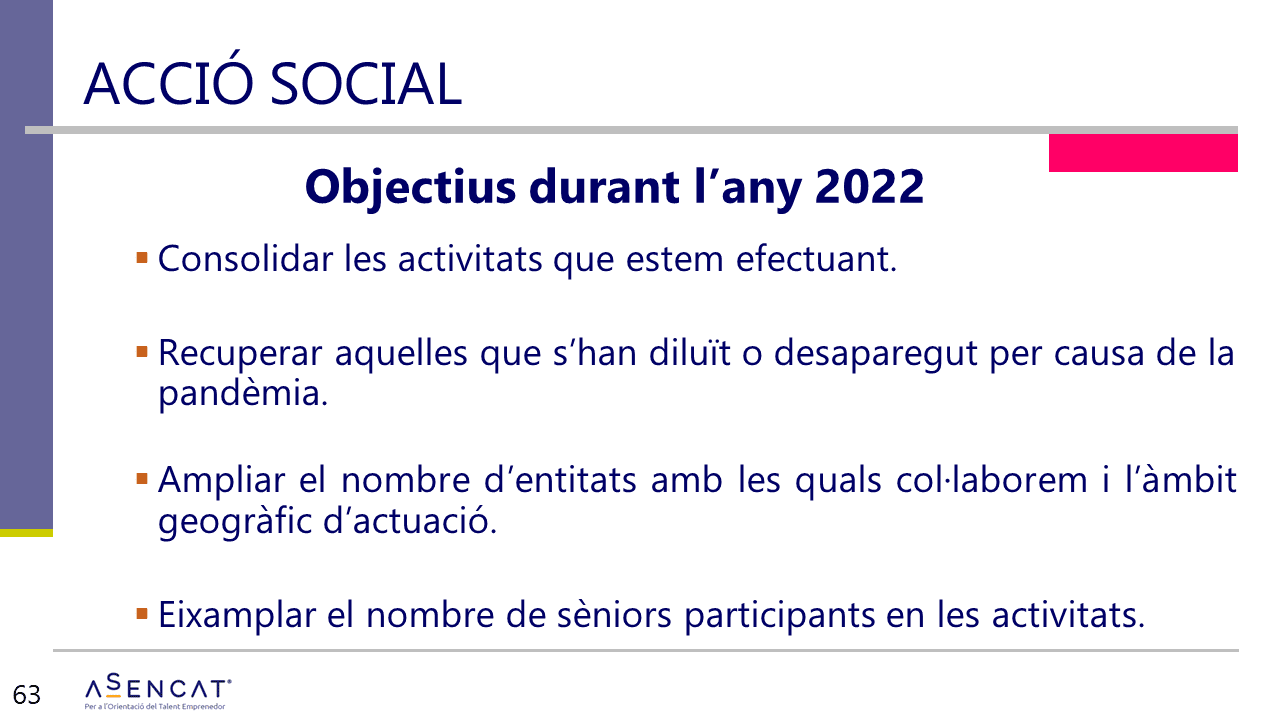 ACCIÓ SOCIAL
Objectius durant l’any 2022
▪ Consolidar les activitats que estem efectuant.
▪ Recuperar aquelles que s’han diluït o desaparegut per causa de la
pandèmia.
▪ Ampliar el nombre d’entitats amb les quals col·laborem i l’àmbit
geogràfic d’actuació.
▪ Eixamplar el nombre de sèniors participants en les activitats.
63
ASENCAT®
Per a l'Orientació del Talent Emprenedor